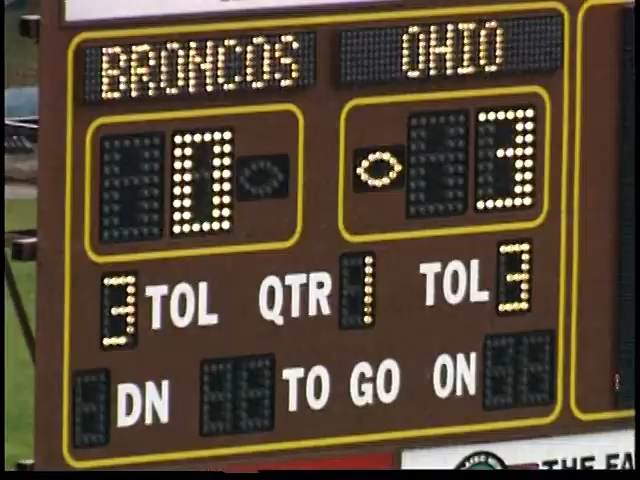 BRONCOS OHIO
0 3
3 TOL QTR 1 TOL 3
DN TO GO ON
THE FA